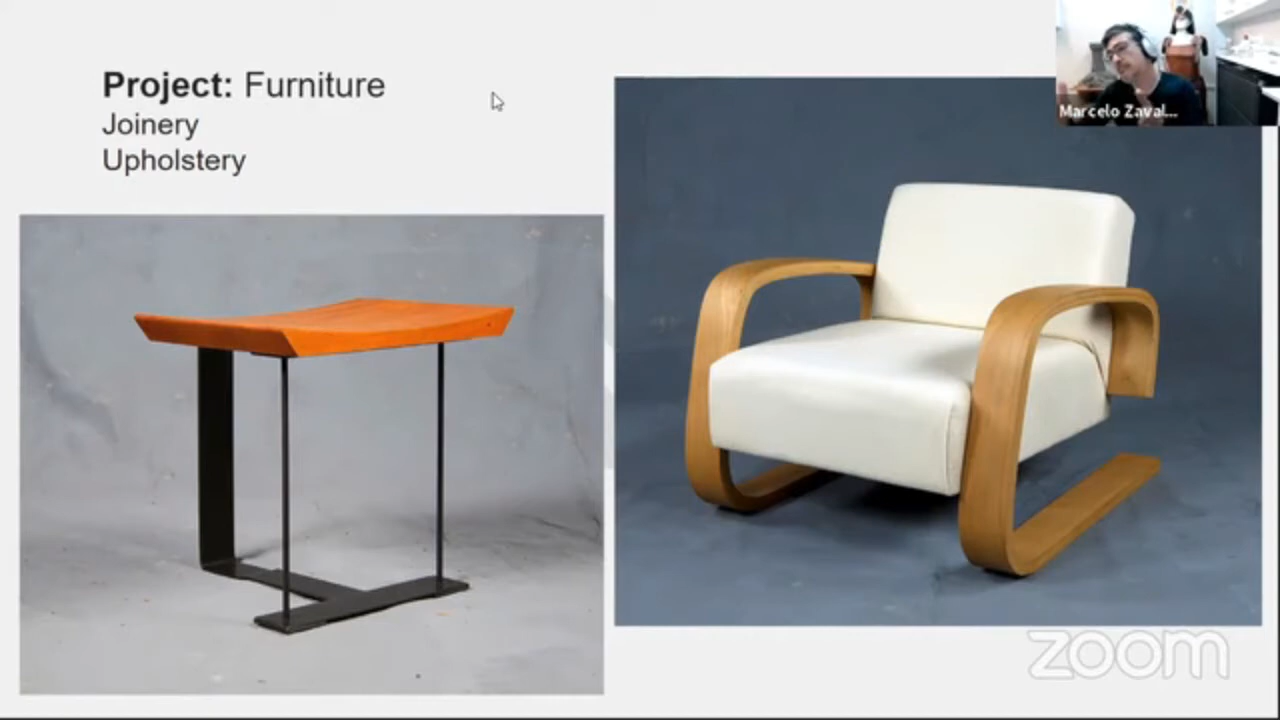 Project: Furniture
Joinery
Upholstery
Marcelo Zaval...
zoom